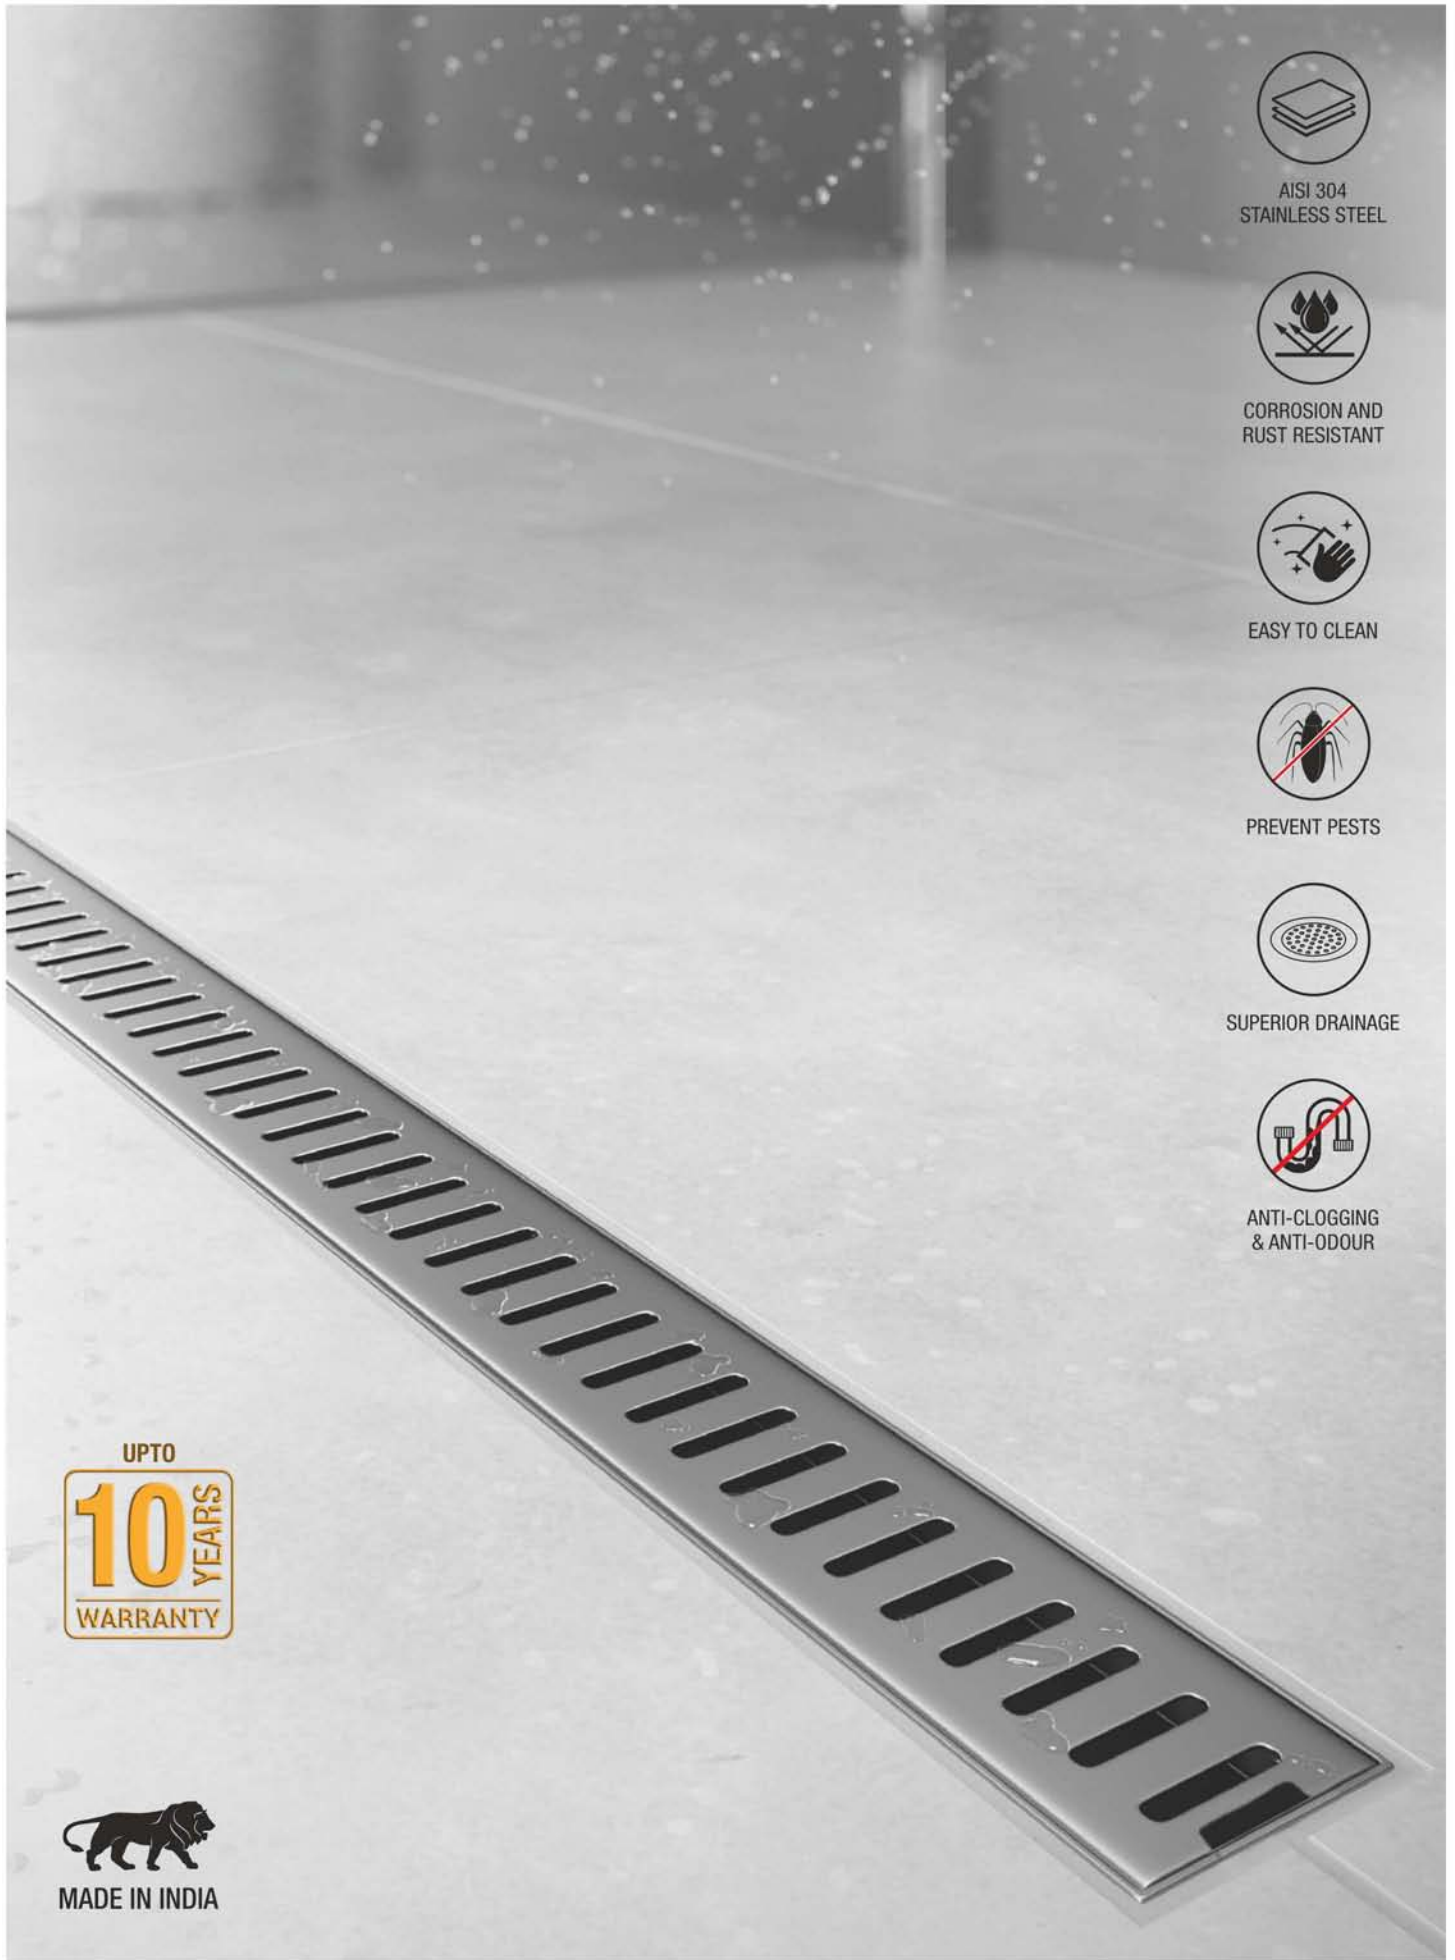 AISI 304
STAINLESS STEEL
CORROSION AND
RUST RESISTANT
EASY TO CLEAN
PREVENT PESTS
SUPERIOR DRAINAGE
ANTI-CLOGGING
& ANTI-ODOUR
UPTO
10 YEARS
WARRANTY
MADE IN INDIA